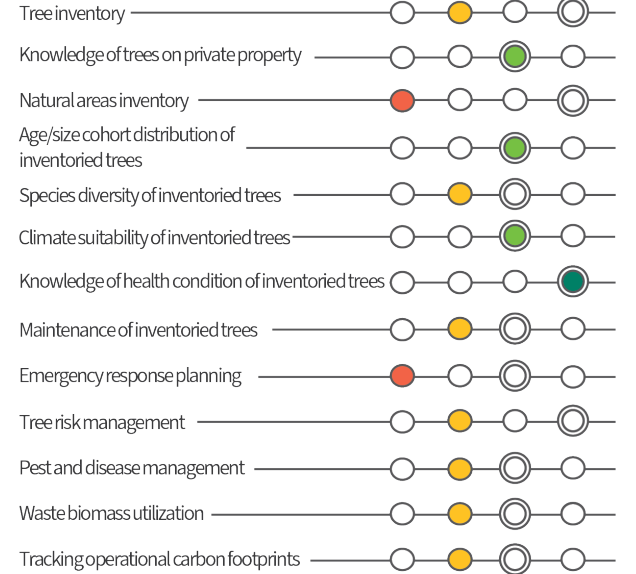 Tree inventory
Knowledge of trees on private property
Natural areas inventory
Age/size cohort distribution of
inventoried trees
Species diversity of inventoried trees
Climate suitability of inventoried trees
Knowledge of health condition of inventoried trees
Maintenance of inventoried trees
Emergency response planning
Tree risk management
Pest and disease management
Waste biomass utilization
Tracking operational carbon footprints